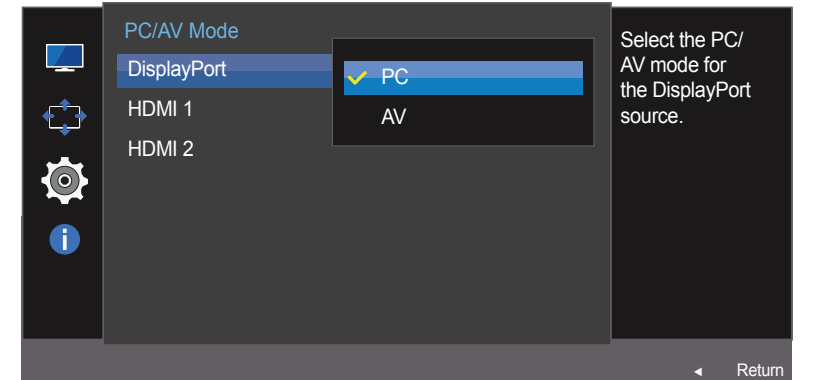 PC/AV Mode
DisplayPort
HDMI 1
HDMI 2
PC
AV
Select the PC/
AV mode for
the DisplayPort
source.
Return